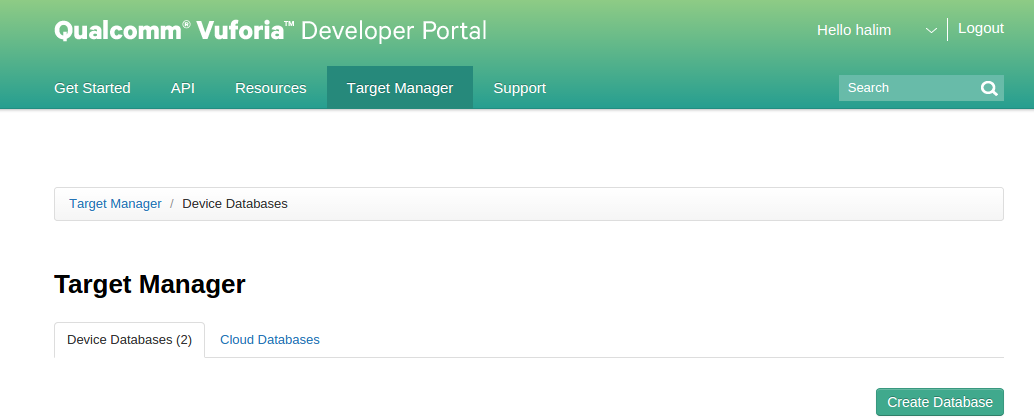 Qualcomm® Vuforia™ Developer Portal
Hello halim
Logout
Get Started API Resources Target Manager Support
Search
Target Manager / Device Databases
Target Manager
Device Databases (2) Cloud Databases
Create Database